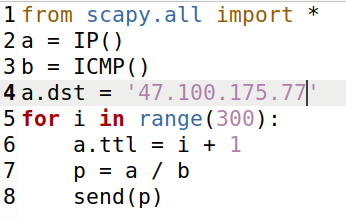 1 from scapy.all import *
2 a = IP()
3 b = ICMP()
4 a.dst = '47.100.175.77'
5 for i in range(300):
6     a.ttl = i + 1
7     p = a / b
8     send(p)